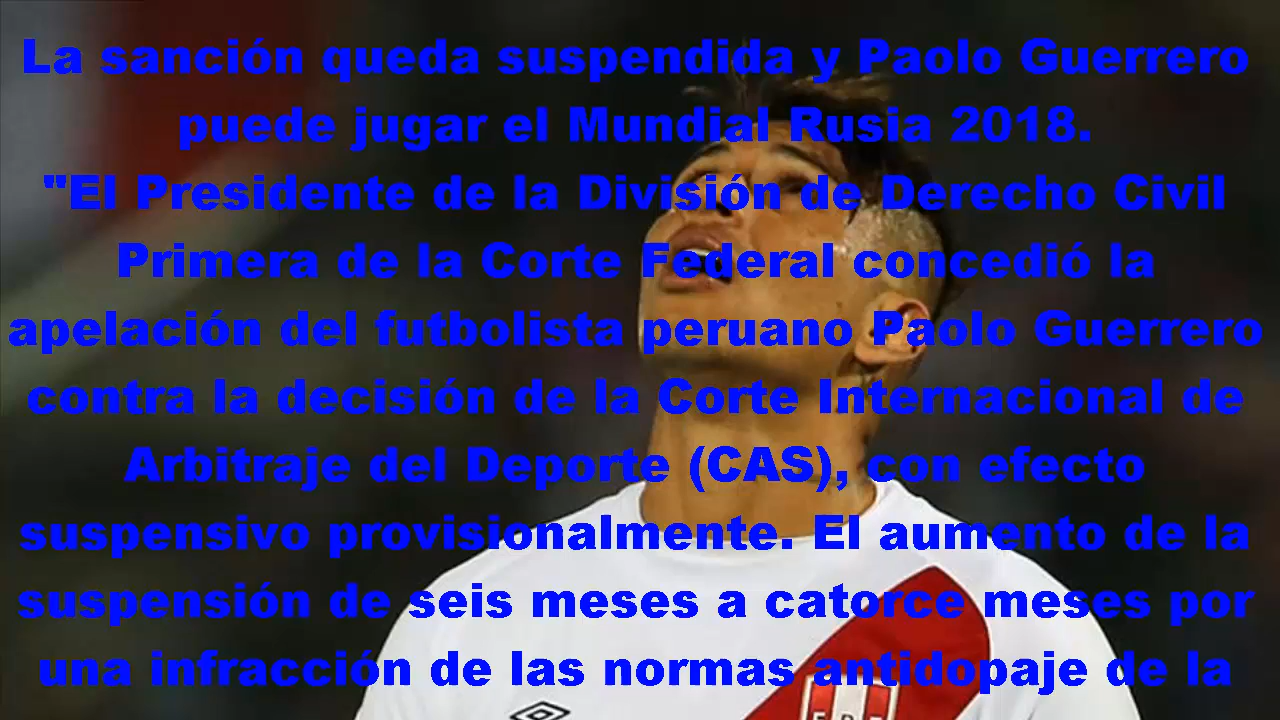 La sanción queda suspendida y Paolo Guerrero
puede jugar el Mundial Rusia 2018.
"El Presidente de la División de Derecho Civil
Primera de la Corte Federal concedió la
apelación del futbolista peruano Paolo Guerrero
contra la decisión de la Corte Internacional de
Arbitraje del Deporte (CAS), con efecto
suspensivo provisionalmente. El aumento de la
suspensión de seis meses a catorce meses por
una infracción de las normas antidopaje de la